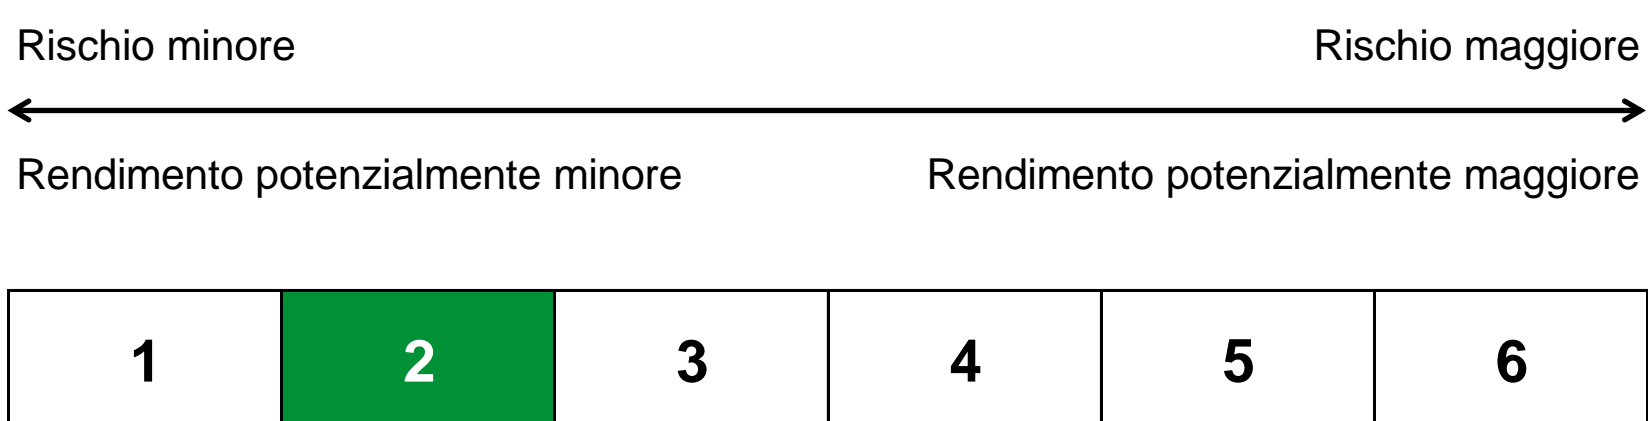 Rischio minore Rischio maggiore
Rendimento potenzialmente minore Rendimento potenzialmente maggiore
1 2 3 4 5 6